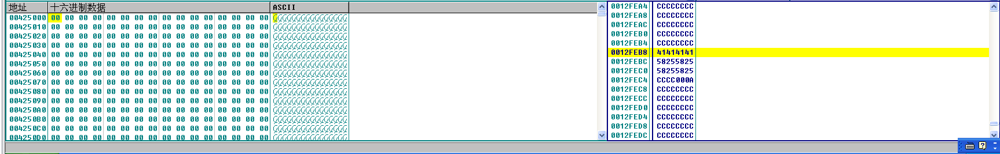 地址 十六进制数据 ASCII
00425000 00 00 00 00 00 00 00 00 00 00 00 00 00 00 00 00
00425010 00 00 00 00 00 00 00 00 00 00 00 00 00 00 00 00
00425020 00 00 00 00 00 00 00 00 00 00 00 00 00 00 00 00
00425030 00 00 00 00 00 00 00 00 00 00 00 00 00 00 00 00
00425040 00 00 00 00 00 00 00 00 00 00 00 00 00 00 00 00
00425050 00 00 00 00 00 00 00 00 00 00 00 00 00 00 00 00
00425060 00 00 00 00 00 00 00 00 00 00 00 00 00 00 00 00
00425070 00 00 00 00 00 00 00 00 00 00 00 00 00 00 00 00
00425080 00 00 00 00 00 00 00 00 00 00 00 00 00 00 00 00
00425090 00 00 00 00 00 00 00 00 00 00 00 00 00 00 00 00
004250A0 00 00 00 00 00 00 00 00 00 00 00 00 00 00 00 00
004250B0 00 00 00 00 00 00 00 00 00 00 00 00 00 00 00 00
004250C0 00 00 00 00 00 00 00 00 00 00 00 00 00 00 00 00
004250D0 00 00 00 00 00 00 00 00 00 00 00 00 00 00 00 00
0012FEA4 CCCCCCCC
0012FEA8 CCCCCCCC
0012FEAC CCCCCCCC
0012FEB0 CCCCCCCC
0012FEB4 CCCCCCCC
0012FEB8 41414141
0012FEBC 58255825
0012FEC0 58255825
0012FEC4 CCCC000A
0012FEC8 CCCCCCCC
0012FECC CCCCCCCC
0012FED0 CCCCCCCC
0012FED4 CCCCCCCC
0012FED8 CCCCCCCC
0012FEDC CCCCCCCC